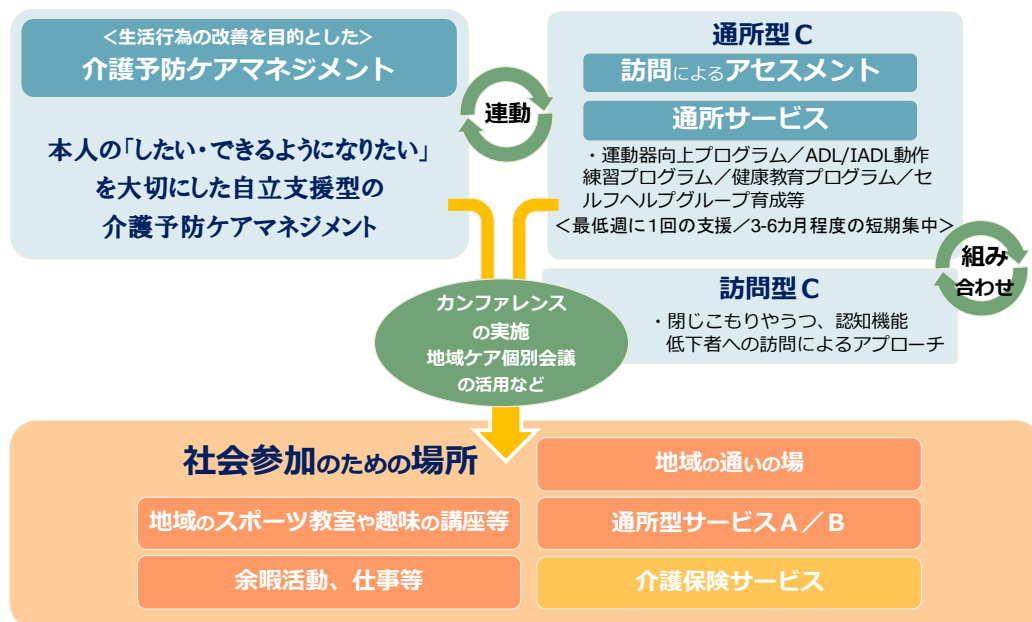 <生活行為の改善を目的とした>
介護予防ケアマネジメント
本人の「したい・できるようになりたい」
を大切にした自立支援型の
介護予防ケアマネジメント
連動
通所型C
訪問によるアセスメント
通所サービス
・運動器向上プログラム／ADL/IADL動作
練習プログラム／健康教育プログラム／セ
ルフヘルプグループ育成等
<最低週に1回の支援／3-6カ月程度の短期集中>
組み
合わせ
訪問型C
・閉じこもりやうつ、認知機能
低下者への訪問によるアプローチ
カンファレンス
の実施
地域ケア個別会議
の活用など
社会参加のための場所
地域の通いの場
地域のスポーツ教室や趣味の講座等
通所型サービスA／B
余暇活動、仕事等
介護保険サービス